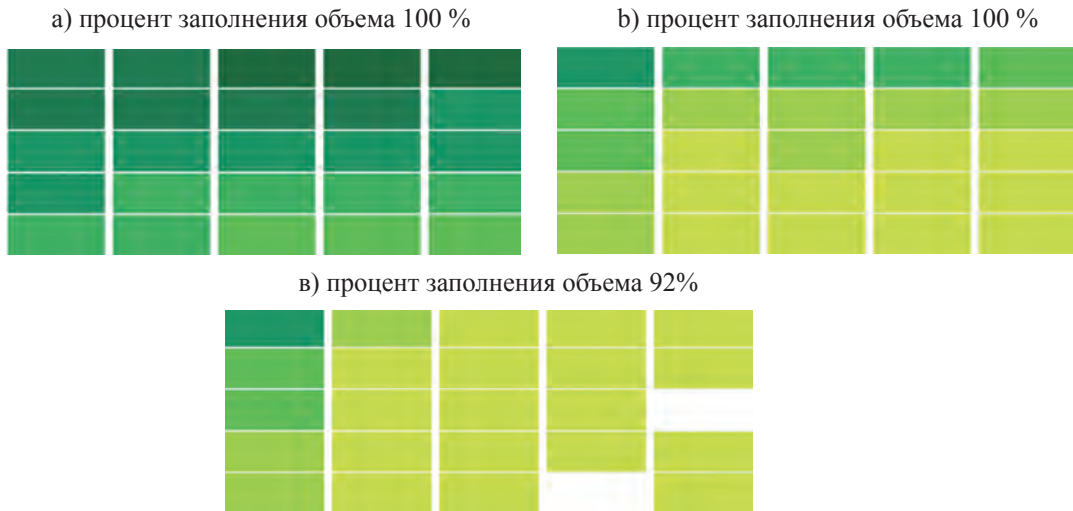 а) процент заполнения объема 100 %
b) процент заполнения объема 100 %
в) процент заполнения объема 92%